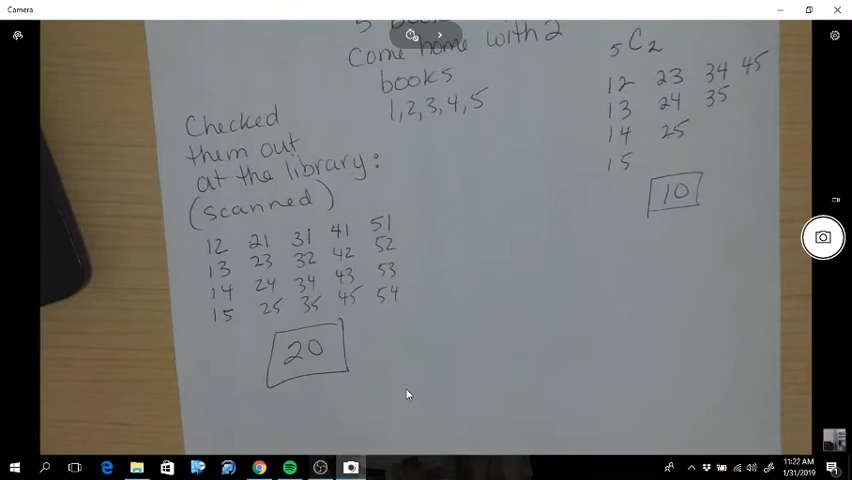 Camera
5 books
Come home with 2
books
1, 2, 3, 4, 5
Checked
them out
at the library:
(scanned)
12 21 31 41 51
13 23 32 42 52
14 24 34 43 53
15 25 35 45 54
20
5C2
12 23 34 45
13 24 35
14 25
15
10
11:22 AM
1/31/2019